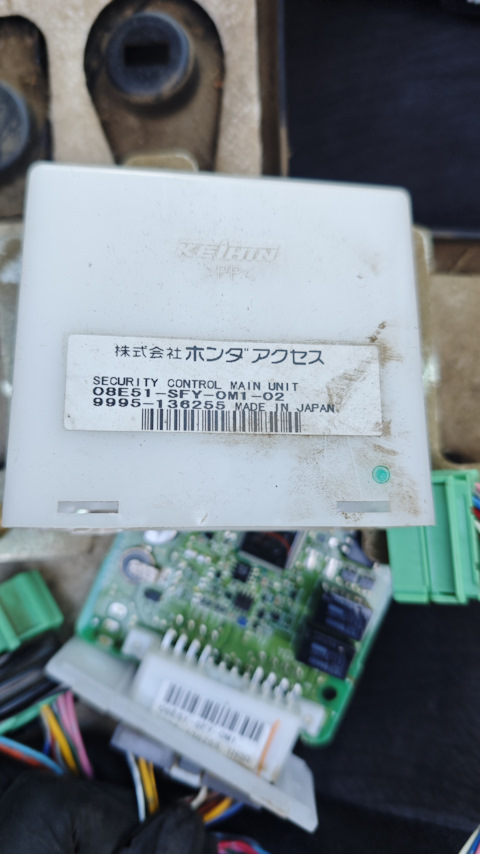 KEIHIN
>PP<
株式会社ホンダアクセス
SECURITY CONTROL MAIN UNIT
08E51-SFY-0M1-02
9995-136255 MADE IN JAPAN